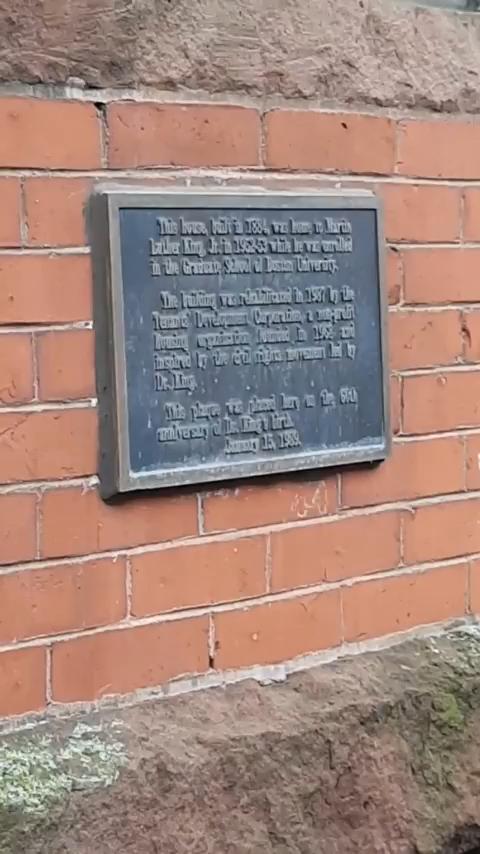 This house, built in 1884, was home to Martin
Luther King, Jr. in 1952-53 while he was enrolled
in the Graduate School of Boston University.
The building was rehabilitated in 1987 by the
Tenants' Development Corporation, a non-profit
housing organization founded in 1968 and
inspired by the civil rights movement led by
Dr. King.
This plaque was placed here on the 60th
anniversary of Dr. King's birth.
January 15, 1989.